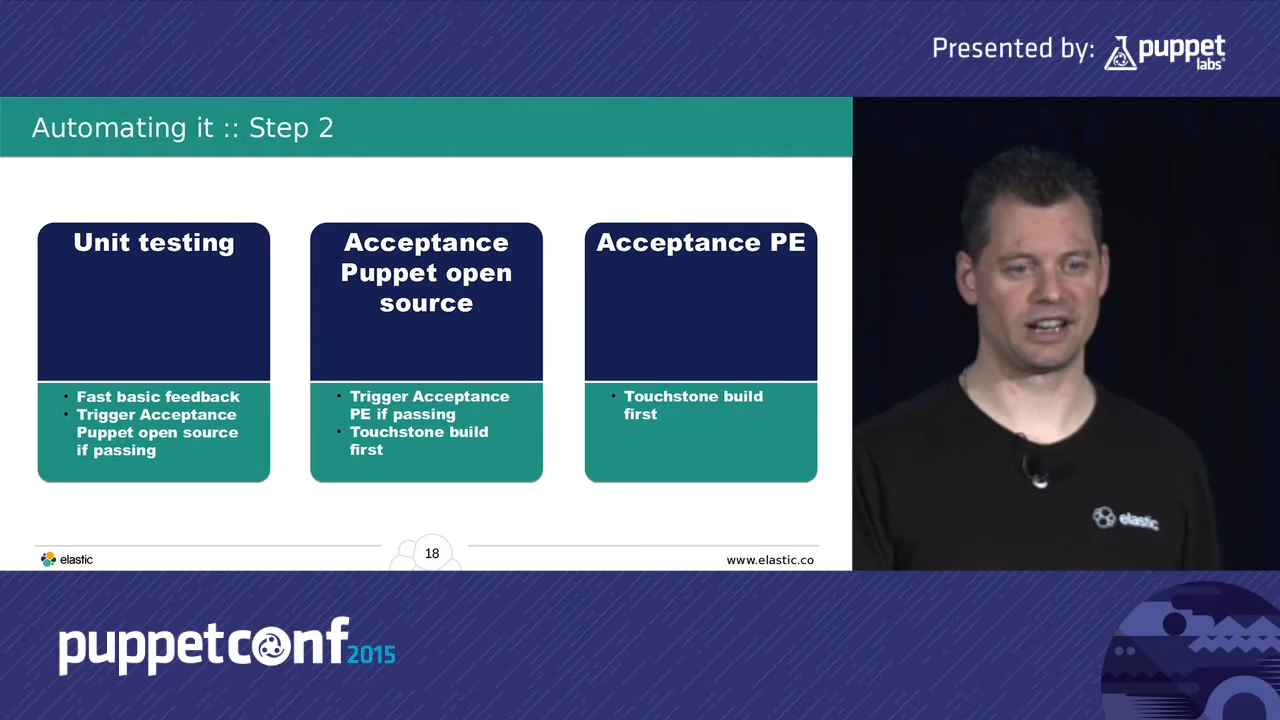 Presented by: puppet labs
Automating it :: Step 2
Unit testing
• Fast basic feedback
• Trigger Acceptance
Puppet open source
if passing
Acceptance
Puppet open
source
• Trigger Acceptance
PE if passing
• Touchstone build
first
Acceptance PE
• Touchstone build
first
elastic
elastic
18
www.elastic.co
puppetconf 2015